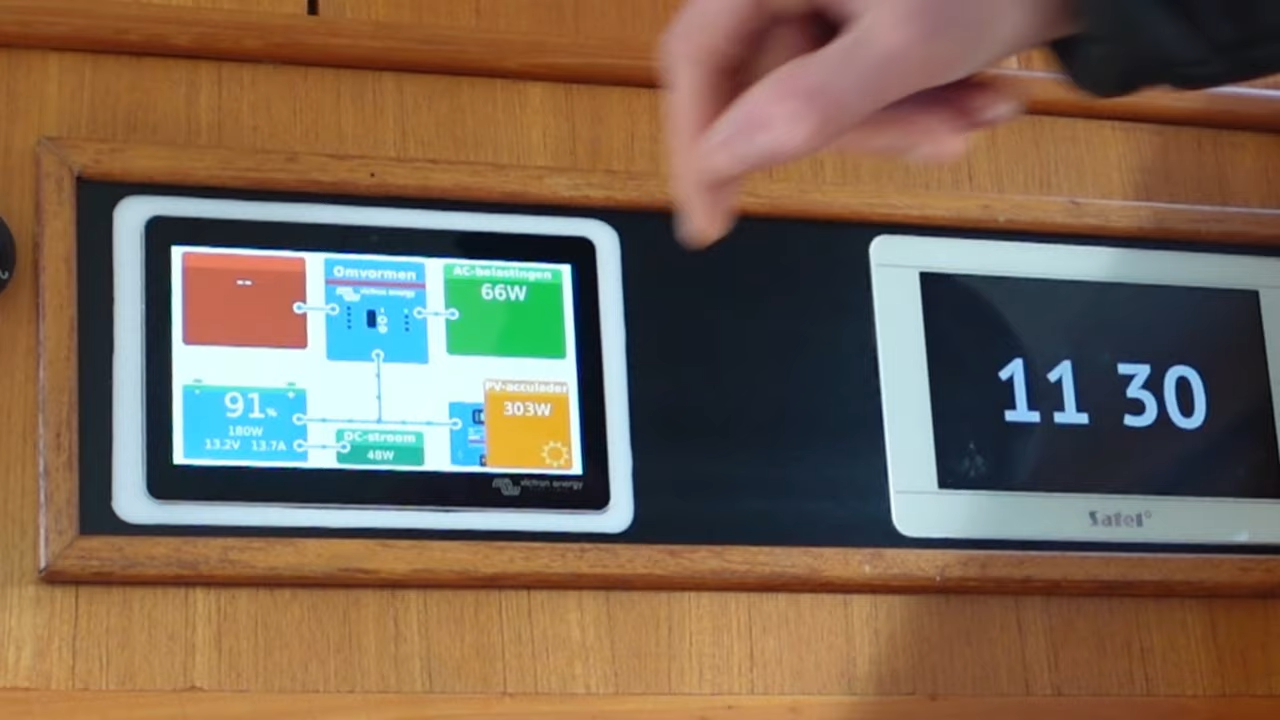 --
Omvormen
victron energy
AC-belastingen
66W
91%
180W
13.2V 13.7A
DC-stroom
48W
PV-acculader
303W
victron energy
11 30
Satel